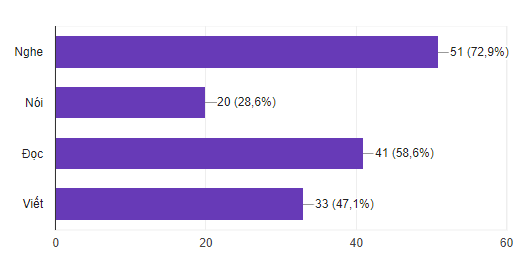 Nghe 51 (72,9%)
Nói 20 (28,6%)
Đọc 41 (58,6%)
Viết 33 (47,1%)
0 20 40 60